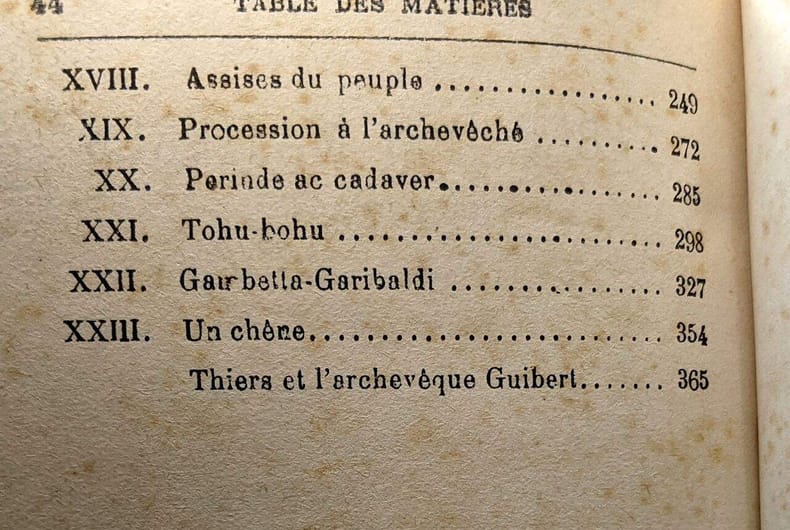 44 TABLE DES MATIÈRES
XVIII. Assises du peuple .................. 249
XIX. Procession à l'archevêché .......... 272
XX. Perinde ac cadaver.................. 285
XXI. Tohu-bohu ........................ 298
XXII. Gambetta-Garibaldi ................ 327
XXIII. Un chêne.......................... 354
Thiers et l'archevêque Guibert....... 365